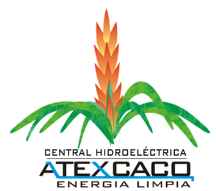 CENTRAL HIDROELÉCTRICA
ATEXCACO
ENERGIA LIMPIA